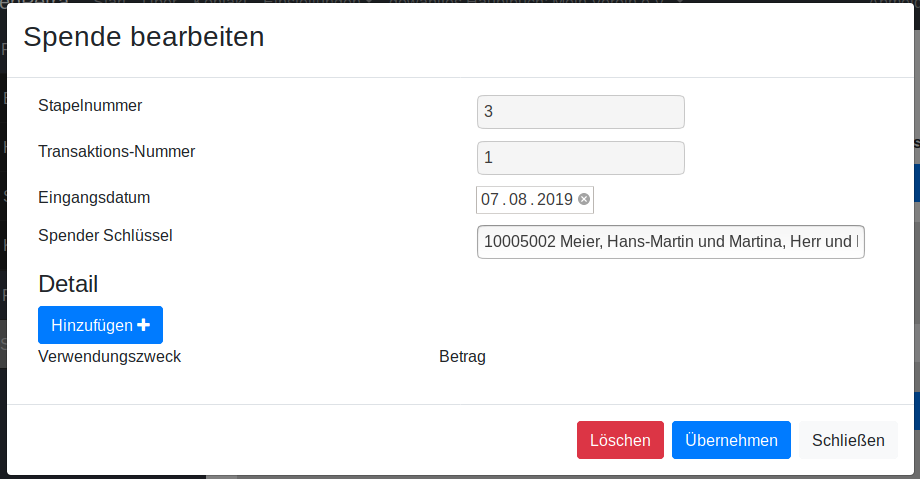 Spende bearbeiten
Stapelnummer 3
Transaktions-Nummer 1
Eingangsdatum 07.08.2019
Spender Schlüssel 10005002 Meier, Hans-Martin und Martina, Herr und
Detail
Hinzufügen
Verwendungszweck Betrag
Löschen Übernehmen Schließen